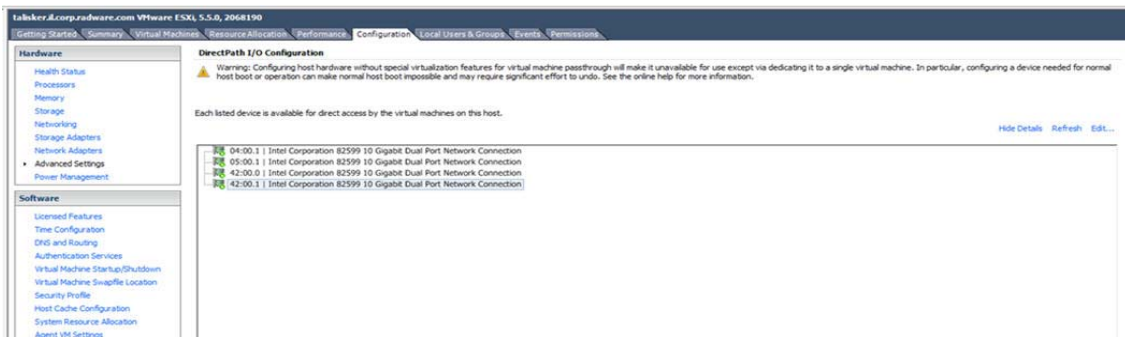 talisker.il.corp.radware.com VMware ESXi, 5.5.0, 2068190
Getting Started Summary Virtual Machines Resource Allocation Performance Configuration Local Users & Groups Events Permissions
Hardware
Health Status
Processors
Memory
Storage
Networking
Storage Adapters
Network Adapters
Advanced Settings
Power Management
Software
Licensed Features
Time Configuration
DNS and Routing
Authentication Services
Virtual Machine Startup/Shutdown
Virtual Machine Swapfile Location
Security Profile
Host Cache Configuration
System Resource Allocation
Agent VM Settings
DirectPath I/O Configuration
Warning: Configuring host hardware without special virtualization features for virtual machine passthrough will make it unavailable for use except via dedicating it to a single virtual machine. In particular, configuring a device needed for normal
host boot or operation can make normal host boot impossible and may require significant effort to undo. See the online help for more information.
Each listed device is available for direct access by the virtual machines on this host.
Hide Details Refresh Edit...
04:00.1 | Intel Corporation 82599 10 Gigabit Dual Port Network Connection
05:00.1 | Intel Corporation 82599 10 Gigabit Dual Port Network Connection
42:00.0 | Intel Corporation 82599 10 Gigabit Dual Port Network Connection
42:00.1 | Intel Corporation 82599 10 Gigabit Dual Port Network Connection